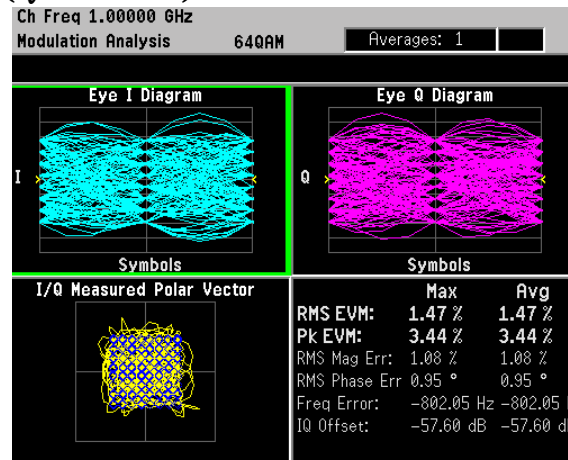 Ch Freq 1.00000 GHz
Modulation Analysis 64QAM Averages: 1
Eye I Diagram
I
Symbols
Eye Q Diagram
Q
Symbols
I/Q Measured Polar Vector
Max Avg
RMS EVM: 1.47 % 1.47 %
Pk EVM: 3.44 % 3.44 %
RMS Mag Err: 1.08 % 1.08 %
RMS Phase Err 0.95 ° 0.95 °
Freq Error: -802.05 Hz -802.05
IQ Offset: -57.60 dB -57.60